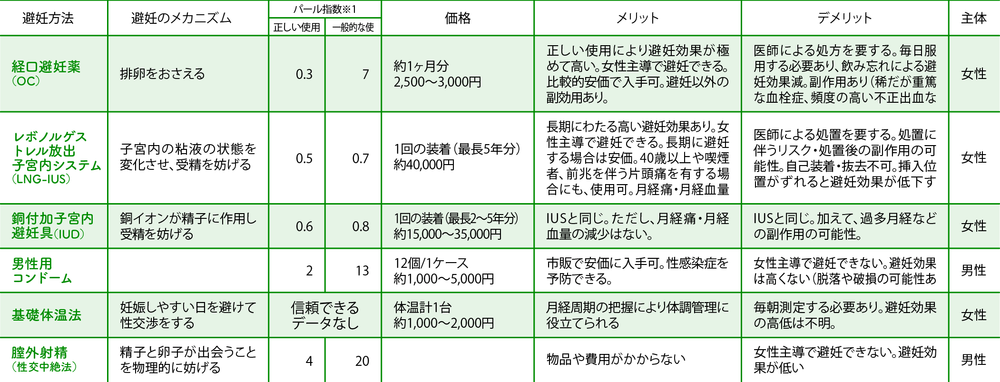 避妊方法
避妊のメカニズム
パール指数※1
正しい使用
一般的な使
価格
メリット
デメリット
主体
経口避妊薬
(OC)
排卵をおさえる
0.3
7
約1ヶ月分
2,500〜3,000円
正しい使用により避妊効果が極
めて高い。女性主導で避妊できる。
比較的安価で入手可。避妊以外の
副効用あり。
医師による処方を要する。毎日服
用する必要あり、飲み忘れによる避
妊効果減。副作用あり(稀だが重篤
な血栓症、頻度の高い不正出血な
女性
レボノルゲス
トレル放出
子宮内システム
(LNG-IUS)
子宮内の粘液の状態を
変化させ、受精を妨げる
0.5
0.7
1回の装着(最長5年分)
約40,000円
長期にわたる高い避妊効果あり。女
性主導で避妊できる。長期に避妊
する場合は安価。40歳以上や喫煙
者、前兆を伴う片頭痛を有する場
合にも、使用可。月経痛・月経血量
医師による処置を要する。処置に
伴うリスク・処置後の副作用の可
能性。自己装着・抜去不可。挿入位
置がずれると避妊効果が低下す
女性
銅付加子宮内
避妊具(IUD)
銅イオンが精子に作用し
受精を妨げる
0.6
0.8
1回の装着(最長2〜5年分)
約15,000〜35,000円
IUSと同じ。ただし、月経痛・月経
血量の減少はない。
IUSと同じ。加えて、過多月経など
の副作用の可能性。
女性
男性用
コンドーム
2
13
12個/1ケース
約1,000〜5,000円
市販で安価に入手可。性感染症を
予防できる。
女性主導で避妊できない。避妊効果
は高くない(脱落や破損の可能性あ
男性
基礎体温法
妊娠しやすい日を避けて
性交渉をする
信頼できる
データなし
体温計1台
約1,000〜2,000円
月経周期の把握により体調管理に
役立てられる
毎朝測定する必要あり。避妊効果
の高低は不明。
女性
膣外射精
(性交中絶法)
精子と卵子が出会うこと
を物理的に妨げる
4
20
物品や費用がかからない
女性主導で避妊できない。避妊効
果が低い
男性